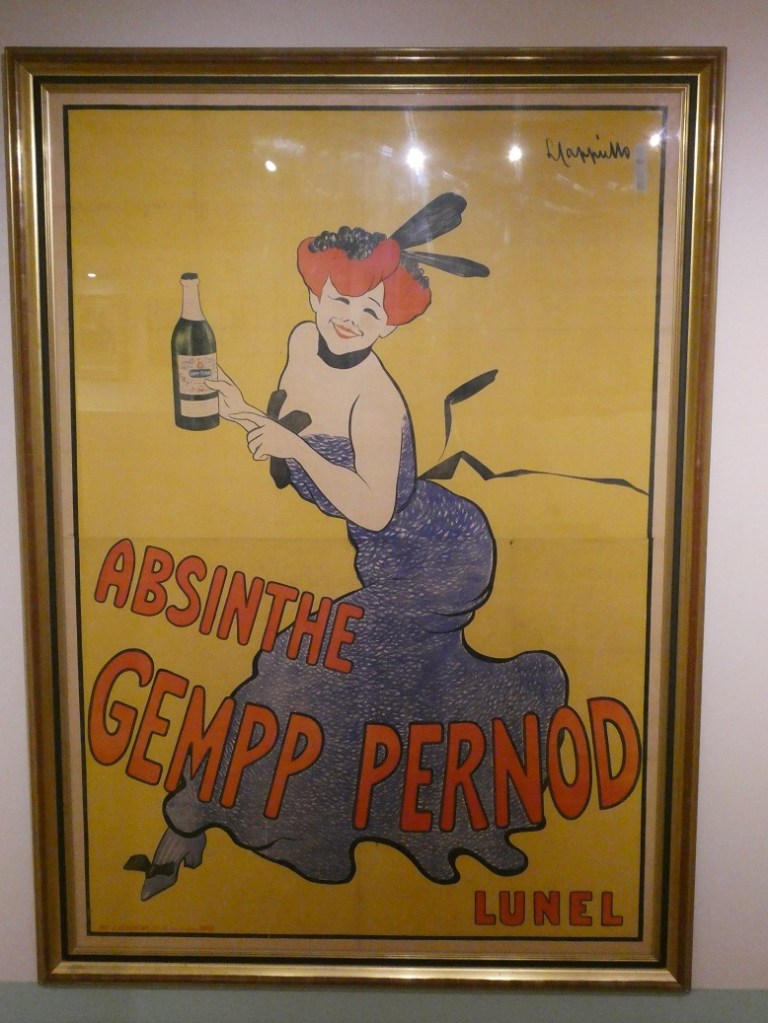 L Cappiello
ABSINTHE
GEMPP PERNOD
LUNEL